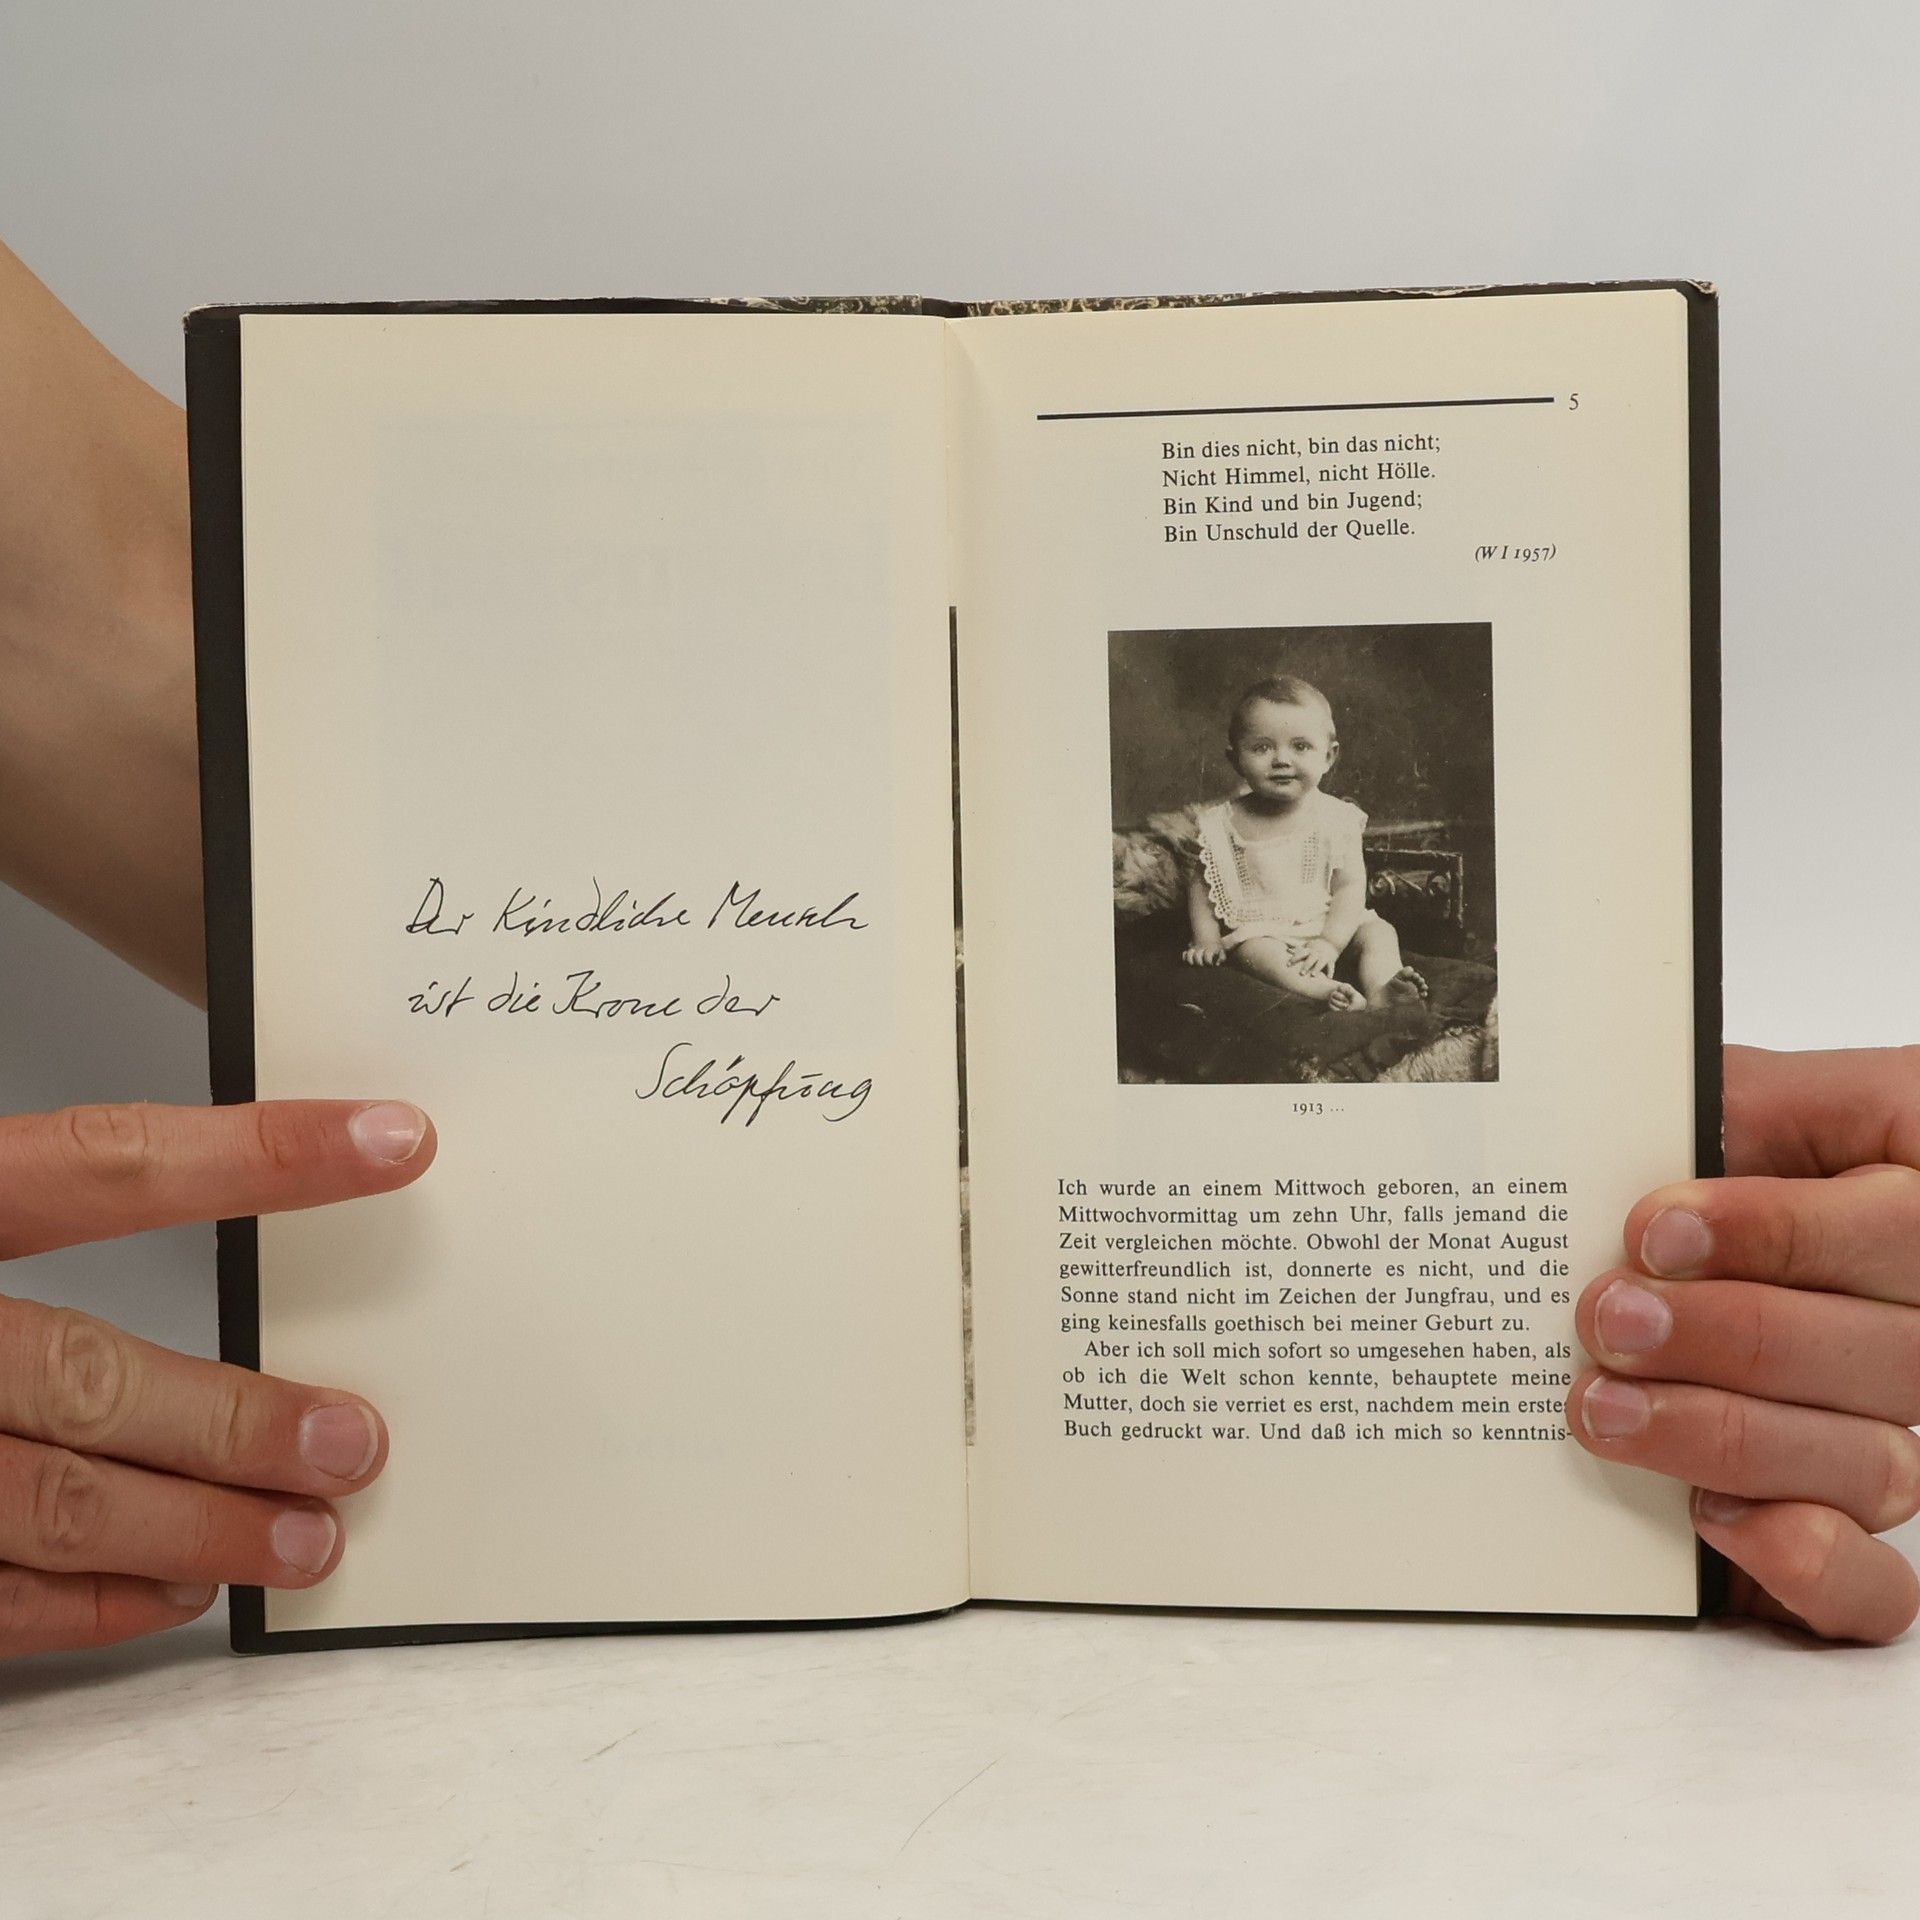 Der Kindliche Mensch
ist die Krone der
Schöpfung
5
Bin dies nicht, bin das nicht;
Nicht Himmel, nicht Hölle.
Bin Kind und bin Jugend;
Bin Unschuld der Quelle.
(W I 1957)
1913 ...
Ich wurde an einem Mittwoch geboren, an einem
Mittwochvormittag um zehn Uhr, falls jemand die
Zeit vergleichen möchte. Obwohl der Monat August
gewitterfreundlich ist, donnerte es nicht, und die
Sonne stand nicht im Zeichen der Jungfrau, und es
ging keinesfalls goethisch bei meiner Geburt zu.
Aber ich soll mich sofort so umgesehen haben, als
ob ich die Welt schon kennte, behauptete meine
Mutter, doch sie verriet es erst, nachdem mein erstes
Buch gedruckt war. Und daß ich mich so kenntnis-